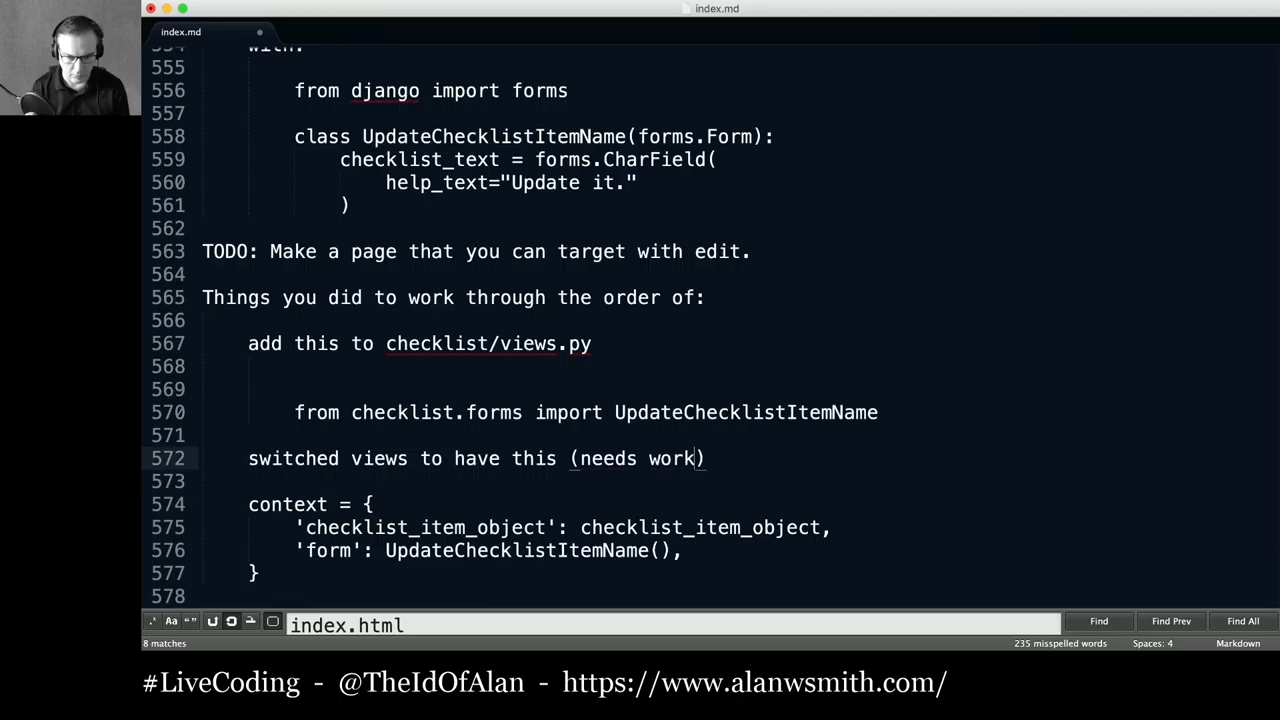 index.md
index.md
554 with:
555
556 from django import forms
557
558 class UpdateChecklistItemName(forms.Form):
559 checklist_text = forms.CharField(
560 help_text="Update it."
561 )
562
563 TODO: Make a page that you can target with edit.
564
565 Things you did to work through the order of:
566
567 add this to checklist/views.py
568
569
570 from checklist.forms import UpdateChecklistItemName
571
572 switched views to have this (needs work)
573
574 context = {
575 'checklist_item_object': checklist_item_object,
576 'form': UpdateChecklistItemName(),
577 }
578
.* Aa “” index.html Find Find Prev Find All
8 matches 235 misspelled words Spaces: 4 Markdown
#LiveCoding - @TheIdOfAlan - https://www.alanwsmith.com/